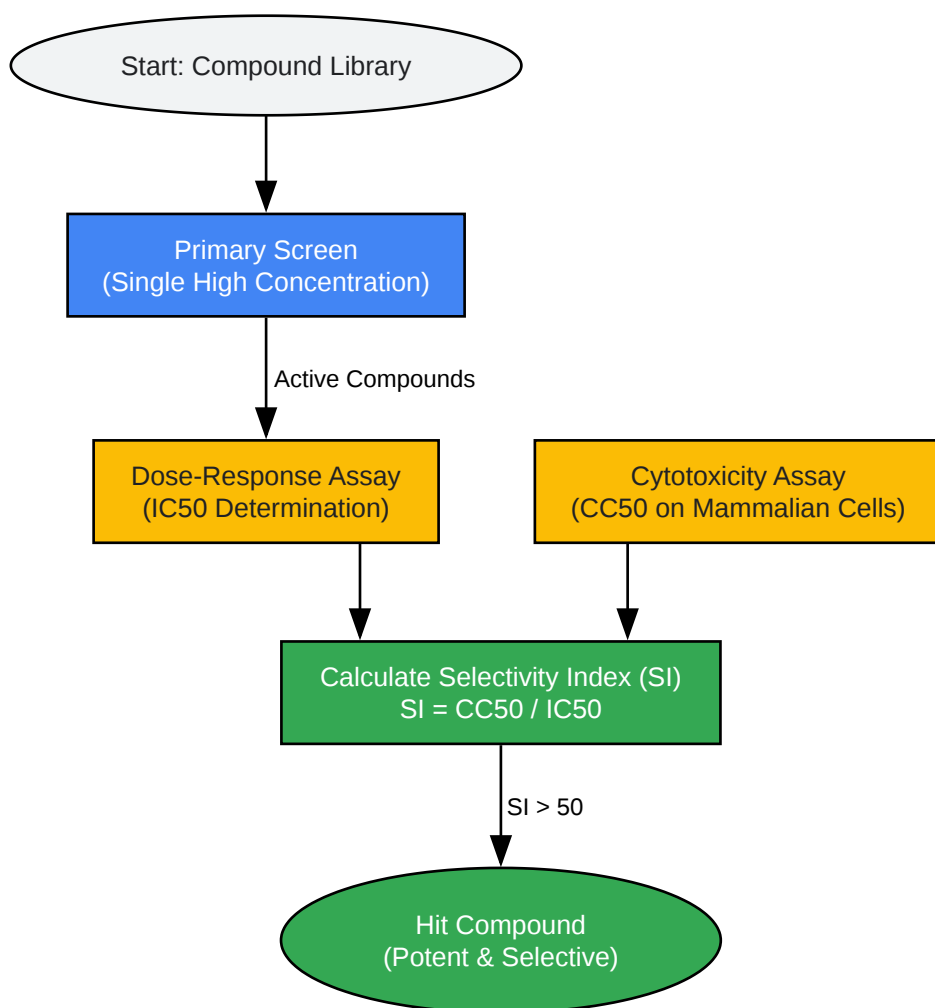 Start: Compound Library
Primary Screen
(Single High Concentration)
Active Compounds
Dose-Response Assay
(IC50 Determination)
Cytotoxicity Assay
(CC50 on Mammalian Cells)
Calculate Selectivity Index (SI)
SI = CC50 / IC50
SI > 50
Hit Compound
(Potent & Selective)